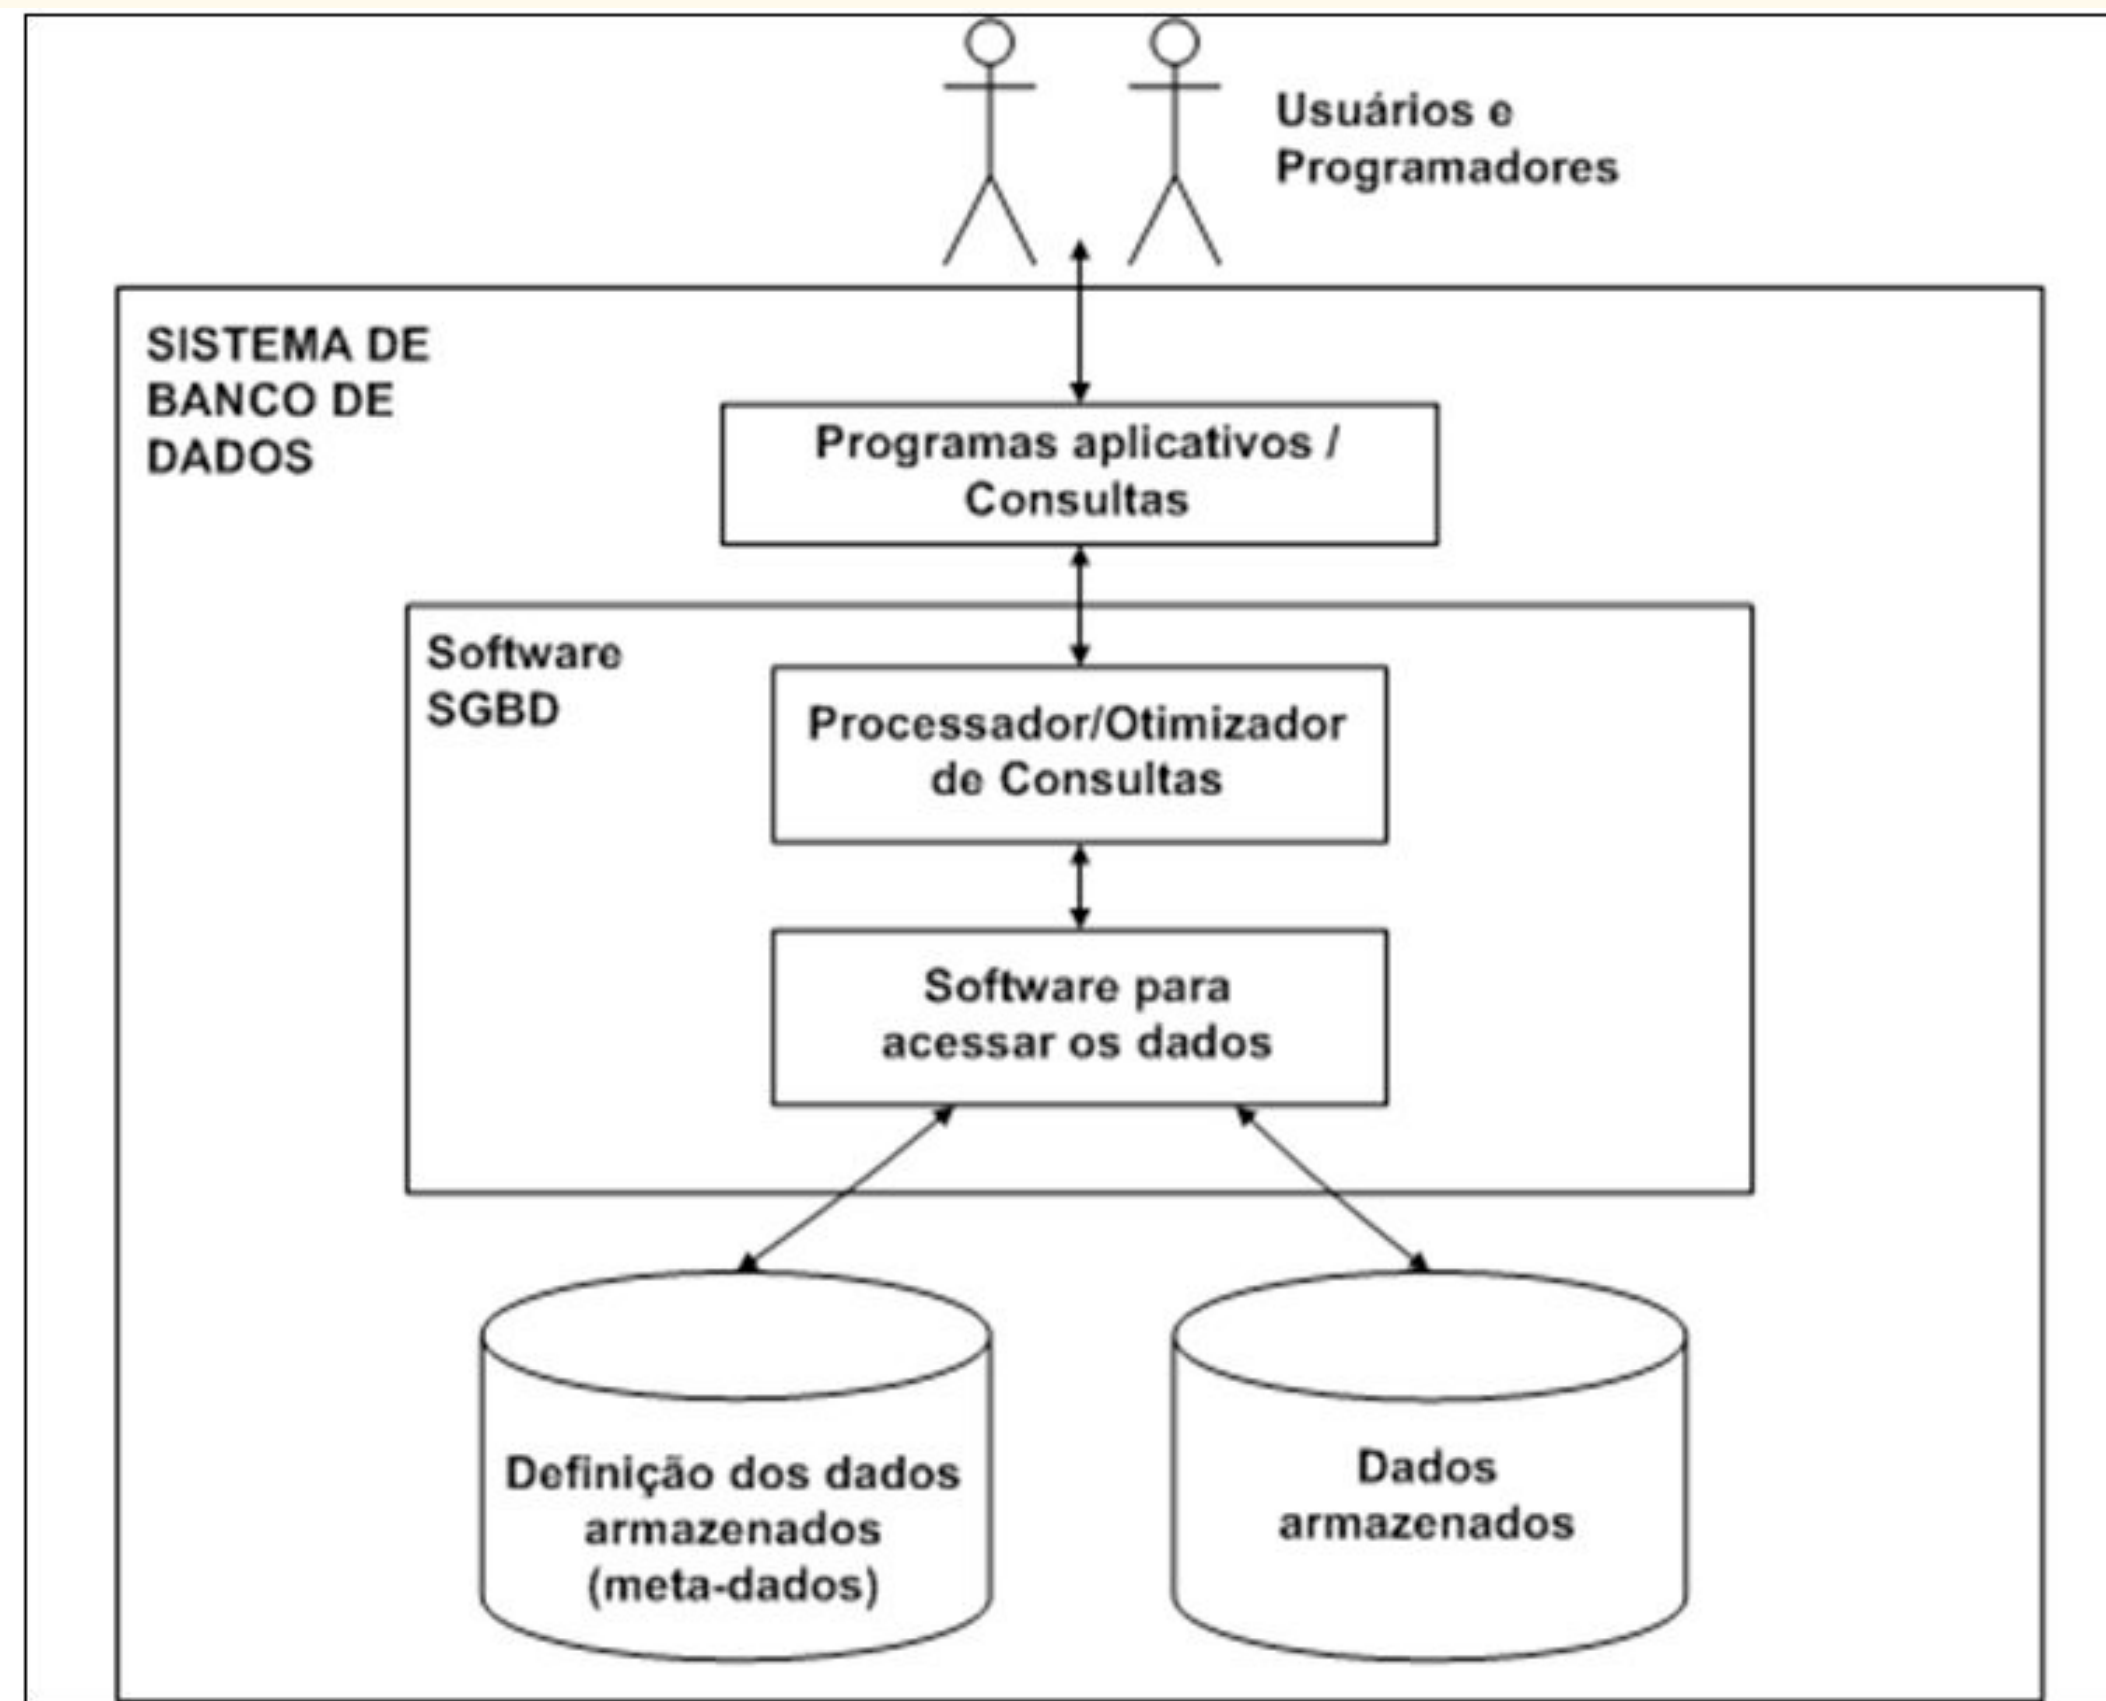 Usuários e
Programadores
SISTEMA DE
BANCO DE
DADOS
Programas aplicativos /
Consultas
Software
SGBD
Processador/Otimizador
de Consultas
Software para
acessar os dados
Definição dos dados
armazenados
(meta-dados)
Dados
armazenados